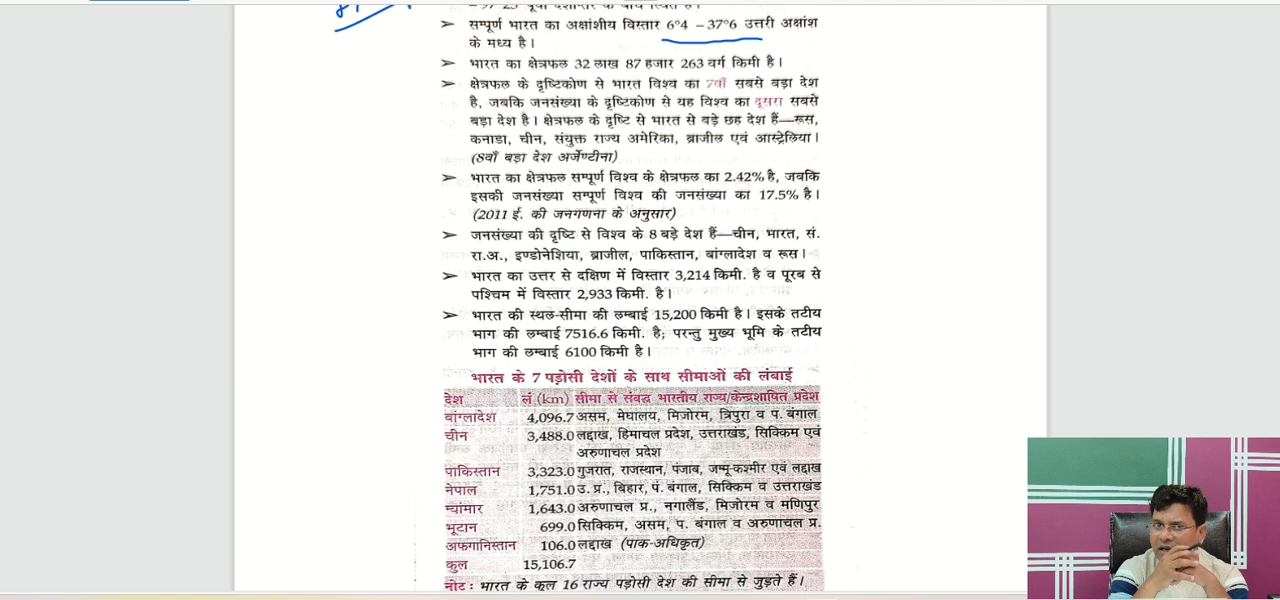 ➢ सम्पूर्ण भारत का अक्षांशीय विस्तार 6°4 – 37°6 उत्तरी अक्षांश
के मध्य है।
➢ भारत का क्षेत्रफल 32 लाख 87 हजार 263 वर्ग किमी है।
➢ क्षेत्रफल के दृष्टिकोण से भारत विश्व का 7वाँ सबसे बड़ा देश
है, जबकि जनसंख्या के दृष्टिकोण से यह विश्व का दूसरा सबसे
बड़ा देश है। क्षेत्रफल के दृष्टि से भारत से बड़े छह देश हैं—रूस,
कनाडा, चीन, संयुक्त राज्य अमेरिका, ब्राजील एवं आस्ट्रेलिया।
(8वाँ बड़ा देश अर्जेण्टीना)
➢ भारत का क्षेत्रफल सम्पूर्ण विश्व के क्षेत्रफल का 2.42% है, जबकि
इसकी जनसंख्या सम्पूर्ण विश्व की जनसंख्या का 17.5% है।
(2011 ई. की जनगणना के अनुसार)
➢ जनसंख्या की दृष्टि से विश्व के 8 बड़े देश हैं—चीन, भारत, सं.
रा.अ., इण्डोनेशिया, ब्राजील, पाकिस्तान, बांग्लादेश व रूस।
➢ भारत का उत्तर से दक्षिण में विस्तार 3,214 किमी. है व पूरब से
पश्चिम में विस्तार 2,933 किमी. है।
➢ भारत की स्थल-सीमा की लम्बाई 15,200 किमी है। इसके तटीय
भाग की लम्बाई 7516.6 किमी. है; परन्तु मुख्य भूमि के तटीय
भाग की लम्बाई 6100 किमी है।
भारत के 7 पड़ोसी देशों के साथ सीमाओं की लंबाई
देश लं (km) सीमा से संबद्ध भारतीय राज्य/केन्द्रशासित प्रदेश
बांग्लादेश 4,096.7 असम, मेघालय, मिजोरम, त्रिपुरा व प. बंगाल
चीन 3,488.0 लद्दाख, हिमाचल प्रदेश, उत्तराखंड, सिक्किम एवं
अरुणाचल प्रदेश
पाकिस्तान 3,323.0 गुजरात, राजस्थान, पंजाब, जम्मू-कश्मीर एवं लद्दाख
नेपाल 1,751.0 उ. प्र., बिहार, पं. बंगाल, सिक्किम व उत्तराखंड
म्यांमार 1,643.0 अरुणाचल प्र., नगालैंड, मिजोरम व मणिपुर
भूटान 699.0 सिक्किम, असम, प. बंगाल व अरुणाचल प्र.
अफगानिस्तान 106.0 लद्दाख (पाक-अधिकृत)
कुल 15,106.7
नोट : भारत के कुल 16 राज्य पड़ोसी देश की सीमा से जुड़ते हैं।